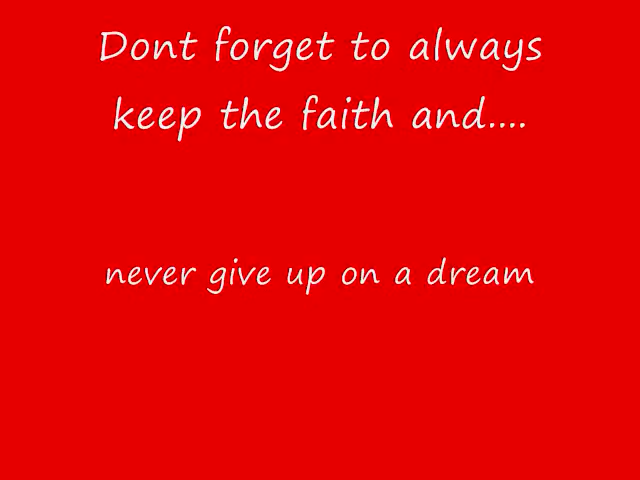 Dont forget to always
keep the faith and....
never give up on a dream